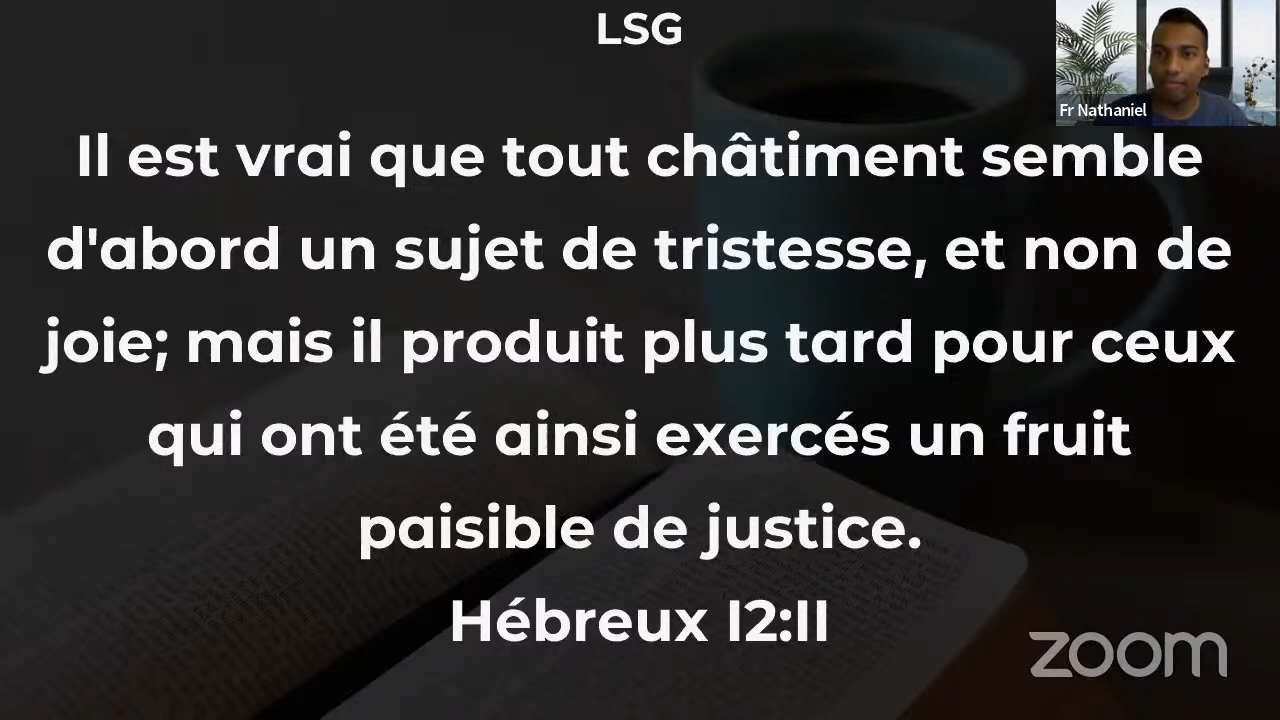 LSG
Fr Nathaniel
Il est vrai que tout châtiment semble
d'abord un sujet de tristesse, et non de
joie; mais il produit plus tard pour ceux
qui ont été ainsi exercés un fruit
paisible de justice.
Hébreux 12:11
zoom